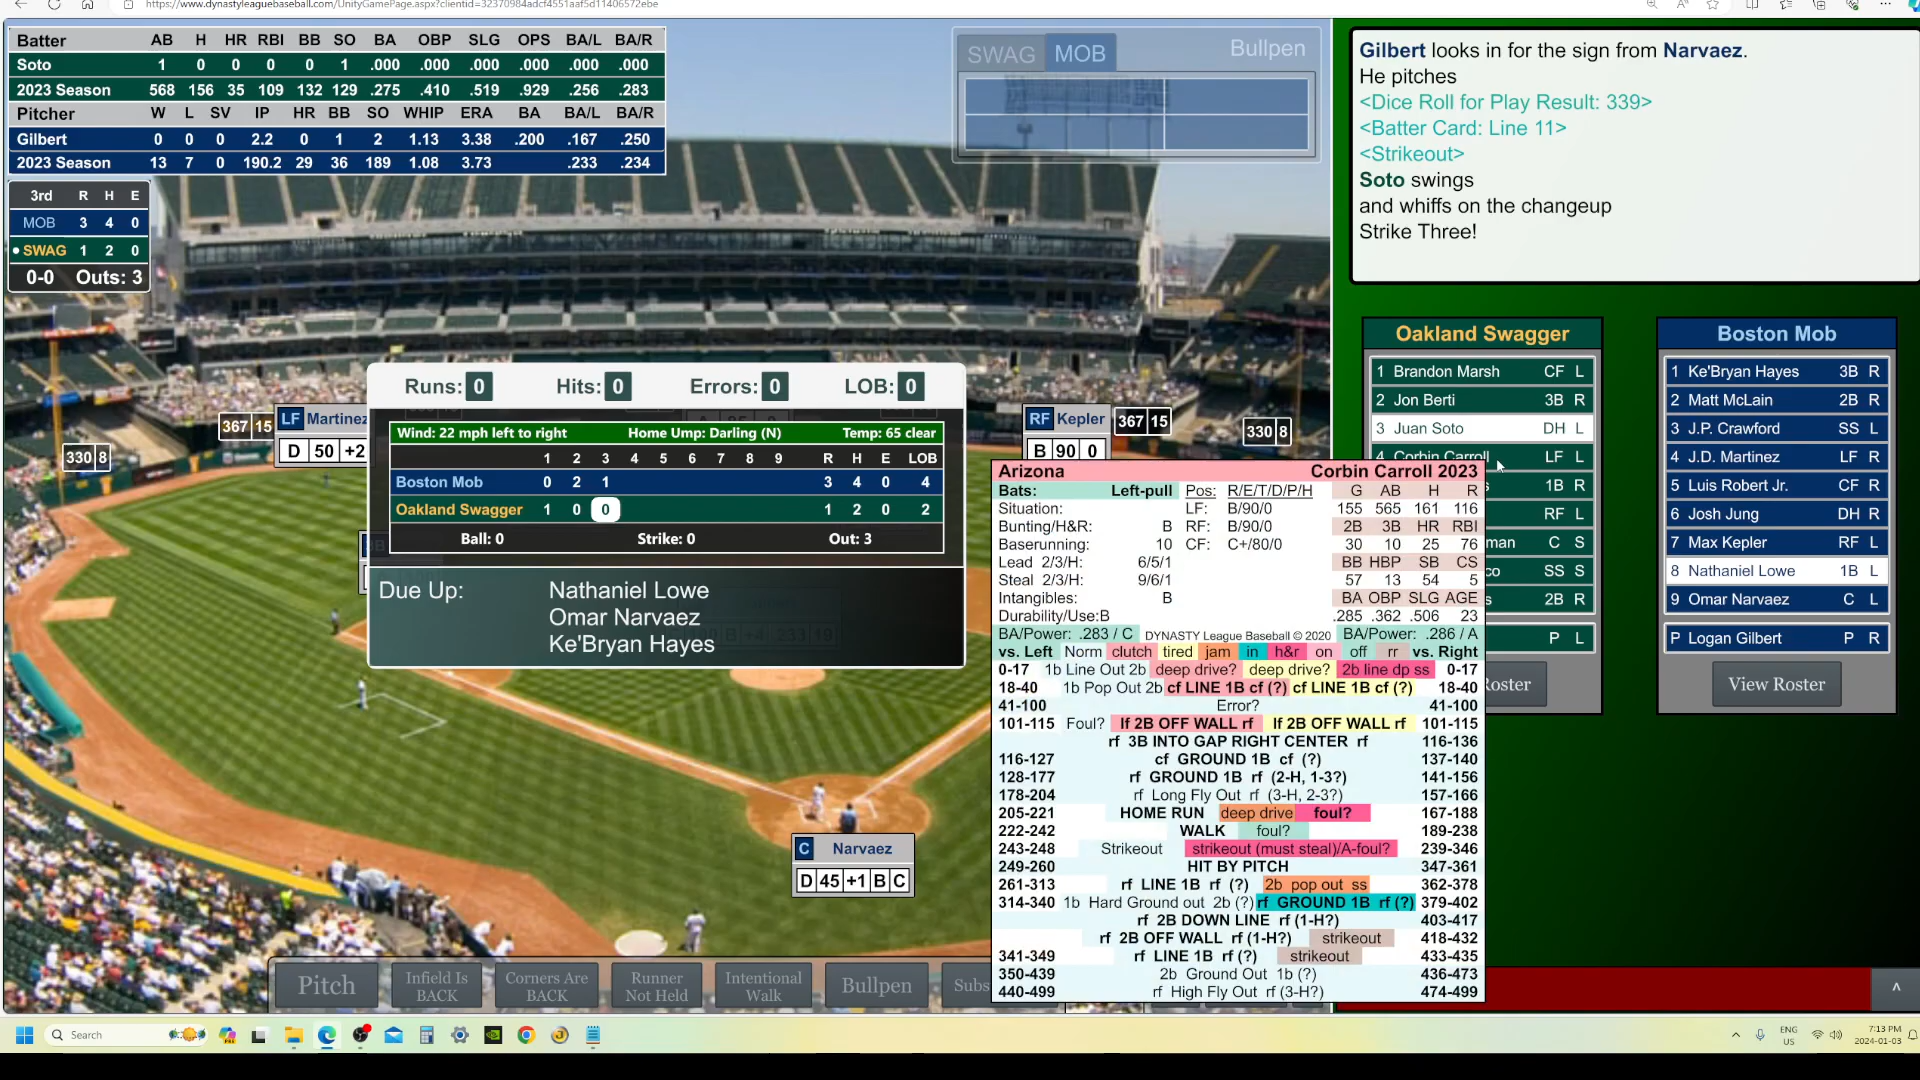 https://www.dynastyleaguebaseball.com/UnityGamePage.aspx?clientid=32370984adcf4551aaf5d11406572ebe
Batter AB H HR RBI BB SO BA OBP SLG OPS BA/L BA/R
Soto 1 0 0 0 0 1 .000 .000 .000 .000 .000 .000
2023 Season 568 156 35 109 132 129 .275 .410 .519 .929 .256 .283
Pitcher W L SV IP HR BB SO WHIP ERA BA BA/L BA/R
Gilbert 0 0 0 2.2 0 1 2 1.13 3.38 .200 .167 .250
2023 Season 13 7 0 190.2 29 36 189 1.08 3.73 .233 .234
3rd R H E
MOB 3 4 0
SWAG 1 2 0
0-0 Outs: 3
SWAG MOB Bullpen
Gilbert looks in for the sign from Narvaez.
He pitches
<Dice Roll for Play Result: 339>
<Batter Card: Line 11>
<Strikeout>
Soto swings
and whiffs on the changeup
Strike Three!
Oakland Swagger
1 Brandon Marsh CF L
2 Jon Berti 3B R
3 Juan Soto DH L
4 Corbin Carroll LF L
s 1B R
RF L
man C S
co SS S
s 2B R
P L
Roster
Boston Mob
1 Ke'Bryan Hayes 3B R
2 Matt McLain 2B R
3 J.P. Crawford SS L
4 J.D. Martinez LF R
5 Luis Robert Jr. CF R
6 Josh Jung DH R
7 Max Kepler RF L
8 Nathaniel Lowe 1B L
9 Omar Narvaez C L
P Logan Gilbert P R
View Roster
330 8
367 15
LF Martinez
D 50 +2
RF Kepler
B 90 0
367 15
330 8
Runs: 0 Hits: 0 Errors: 0 LOB: 0
Wind: 22 mph left to right Home Ump: Darling (N) Temp: 65 clear
1 2 3 4 5 6 7 8 9 R H E LOB
Boston Mob 0 2 1 3 4 0 4
Oakland Swagger 1 0 0 1 2 0 2
Ball: 0 Strike: 0 Out: 3
Due Up: Nathaniel Lowe
Omar Narvaez
Ke'Bryan Hayes
C Narvaez
D 45 +1 B C
Arizona Corbin Carroll 2023
Bats: Left-pull Pos: R/E/T/D/P/H G AB H R
Situation: LF: B/90/0 155 565 161 116
Bunting/H&R: B RF: B/90/0 2B 3B HR RBI
Baserunning: 10 CF: C+/80/0 30 10 25 76
Lead 2/3/H: 6/5/1 BB HBP SB CS
Steal 2/3/H: 9/6/1 57 13 54 5
Intangibles: B BA OBP SLG AGE
Durability/Use:B .285 .362 .506 23
BA/Power: .283 / C DYNASTY League Baseball © 2020 BA/Power: .286 / A
vs. Left Norm clutch tired jam in h&r on off rr vs. Right
0-17 1b Line Out 2b deep drive? deep drive? 2b line dp ss 0-17
18-40 1b Pop Out 2b cf LINE 1B cf (?) cf LINE 1B cf (?) 18-40
41-100 Error? 41-100
101-115 Foul? lf 2B OFF WALL rf lf 2B OFF WALL rf 101-115
rf 3B INTO GAP RIGHT CENTER rf 116-136
116-127 cf GROUND 1B cf (?) 137-140
128-177 rf GROUND 1B rf (2-H, 1-3?) 141-156
178-204 rf Long Fly Out rf (3-H, 2-3?) 157-166
205-221 HOME RUN deep drive foul? 167-188
222-242 WALK foul? 189-238
243-248 Strikeout strikeout (must steal)/A-foul? 239-346
249-260 HIT BY PITCH 347-361
261-313 rf LINE 1B rf (?) 2b pop out ss 362-378
314-340 1b Hard Ground out 2b (?) rf GROUND 1B rf (?) 379-402
rf 2B DOWN LINE rf (1-H?) 403-417
rf 2B OFF WALL rf (1-H?) strikeout 418-432
341-349 rf LINE 1B rf (?) strikeout 433-435
350-439 2b Ground Out 1b (?) 436-473
440-499 rf High Fly Out rf (3-H?) 474-499
Pitch
Infield Is BACK
Corners Are BACK
Runner Not Held
Intentional Walk
Bullpen
Subs
Search
ENG US
7:13 PM
2024-01-03